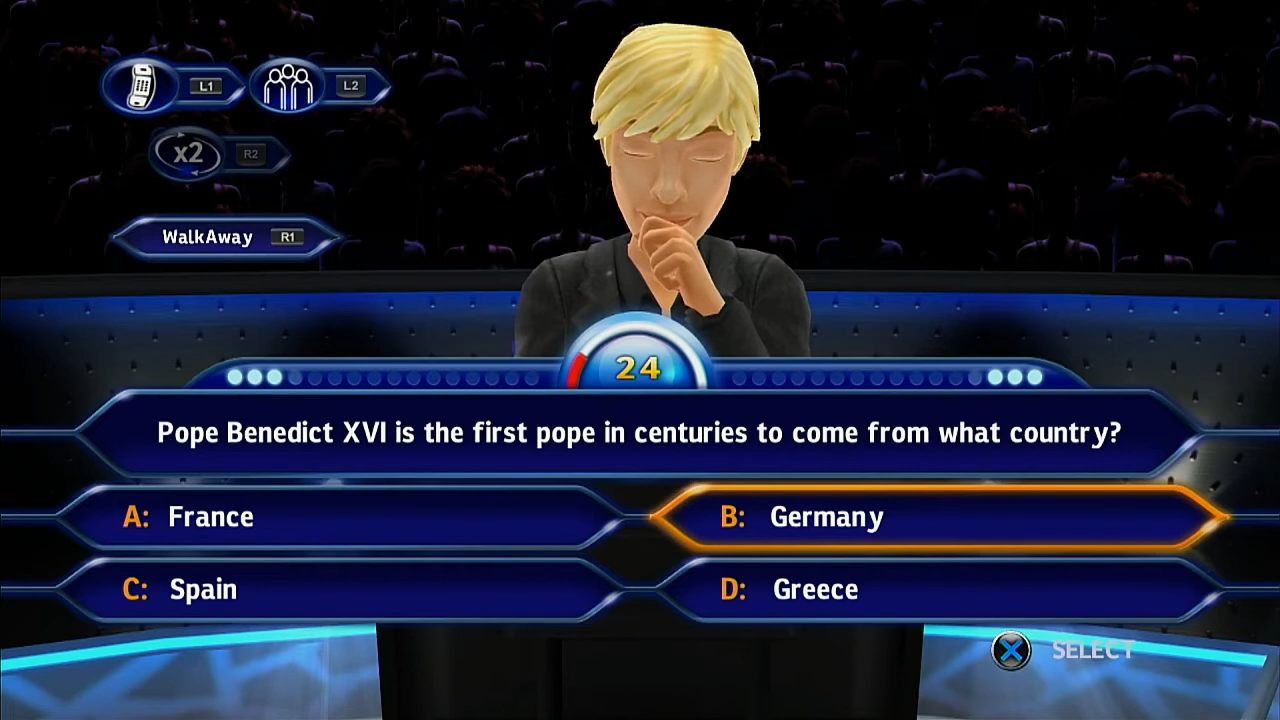 L1
L2
x2
R2
WalkAway R1
24
Pope Benedict XVI is the first pope in centuries to come from what country?
A: France
B: Germany
C: Spain
D: Greece
SELECT